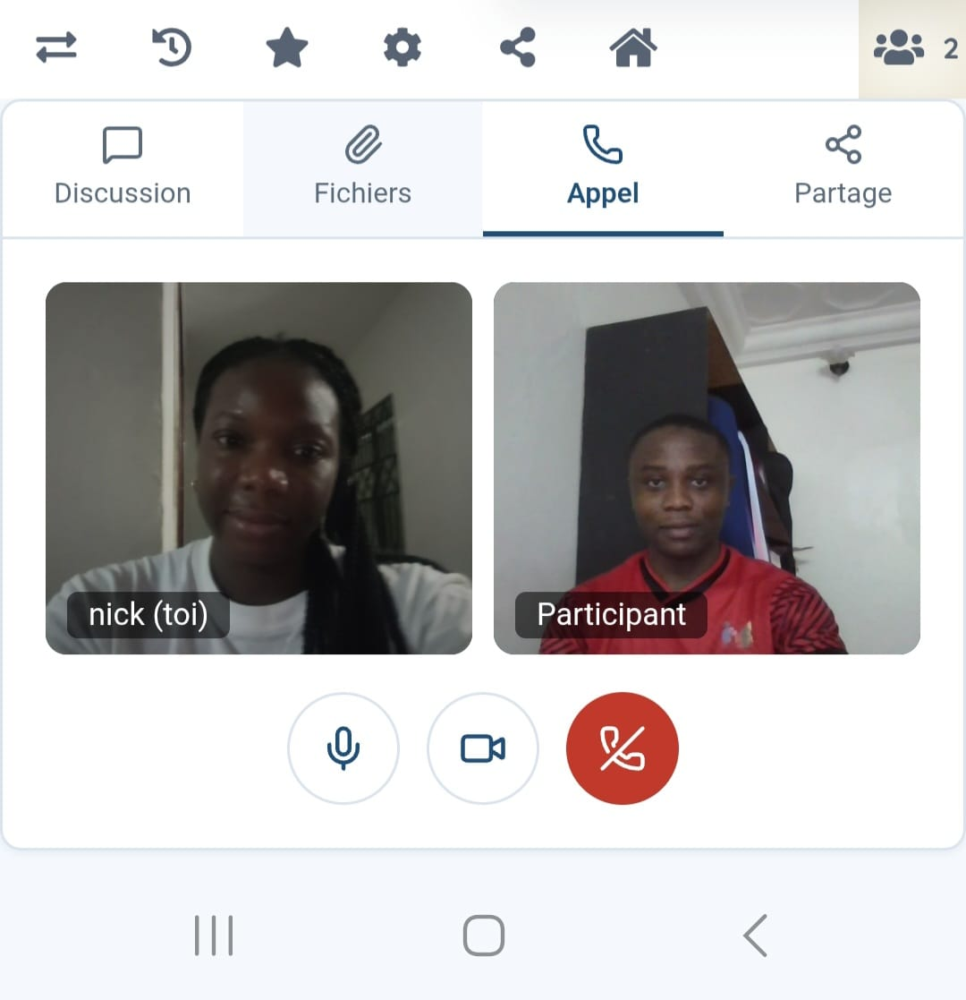 2
Discussion
Fichiers
Appel
Partage
nick (toi)
Participant